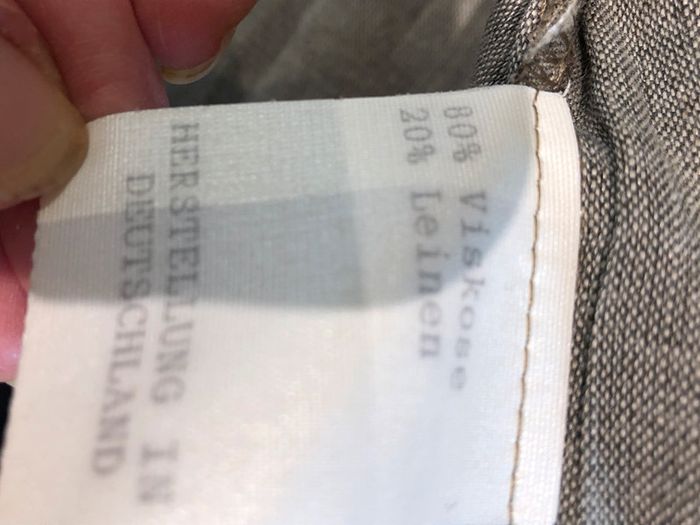 80% Viskose
20% Leinen
HERSTELLUNG IN
DEUTSCHLAND